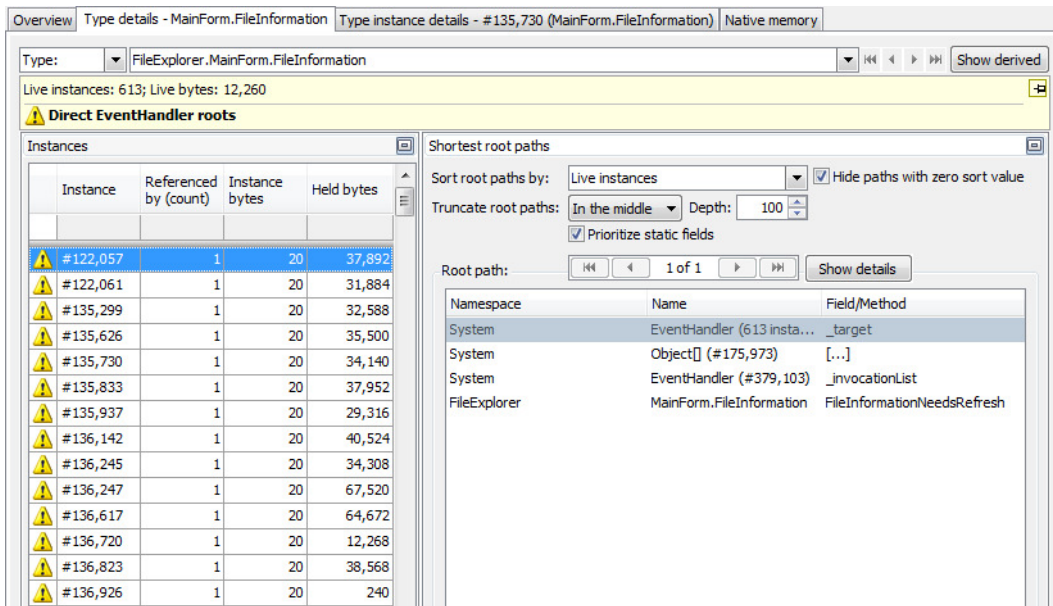 Overview Type details - MainForm.FileInformation Type instance details - #135,730 (MainForm.FileInformation) Native memory
Type: FileExplorer.MainForm.FileInformation Show derived
Live instances: 613; Live bytes: 12,260
Direct EventHandler roots
Instances
Instance Referenced by (count) Instance bytes Held bytes
#122,057 1 20 37,892
#122,061 1 20 31,884
#135,299 1 20 32,588
#135,626 1 20 35,500
#135,730 1 20 34,140
#135,833 1 20 37,952
#135,937 1 20 29,316
#136,142 1 20 40,524
#136,245 1 20 34,308
#136,247 1 20 67,520
#136,617 1 20 64,672
#136,720 1 20 12,268
#136,823 1 20 38,568
#136,926 1 20 240
Shortest root paths
Sort root paths by: Live instances Hide paths with zero sort value
Truncate root paths: In the middle Depth: 100
Prioritize static fields
Root path: 1 of 1 Show details
Namespace Name Field/Method
System EventHandler (613 insta... _target
System Object[] (#175,973) [...]
System EventHandler (#379,103) _invocationList
FileExplorer MainForm.FileInformation FileInformationNeedsRefresh